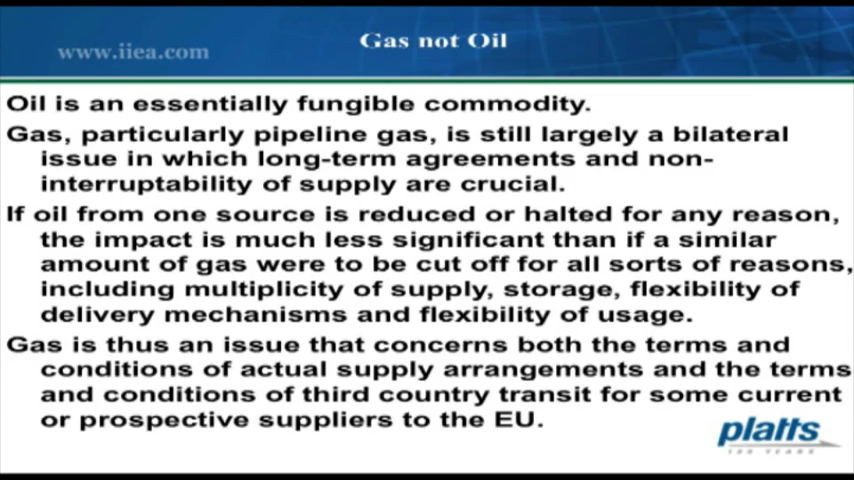 www.iiea.com
Gas not Oil
Oil is an essentially fungible commodity.
Gas, particularly pipeline gas, is still largely a bilateral
issue in which long-term agreements and non-
interruptability of supply are crucial.
If oil from one source is reduced or halted for any reason,
the impact is much less significant than if a similar
amount of gas were to be cut off for all sorts of reasons,
including multiplicity of supply, storage, flexibility of
delivery mechanisms and flexibility of usage.
Gas is thus an issue that concerns both the terms and
conditions of actual supply arrangements and the terms
and conditions of third country transit for some current
or prospective suppliers to the EU.
platts
100 YEARS